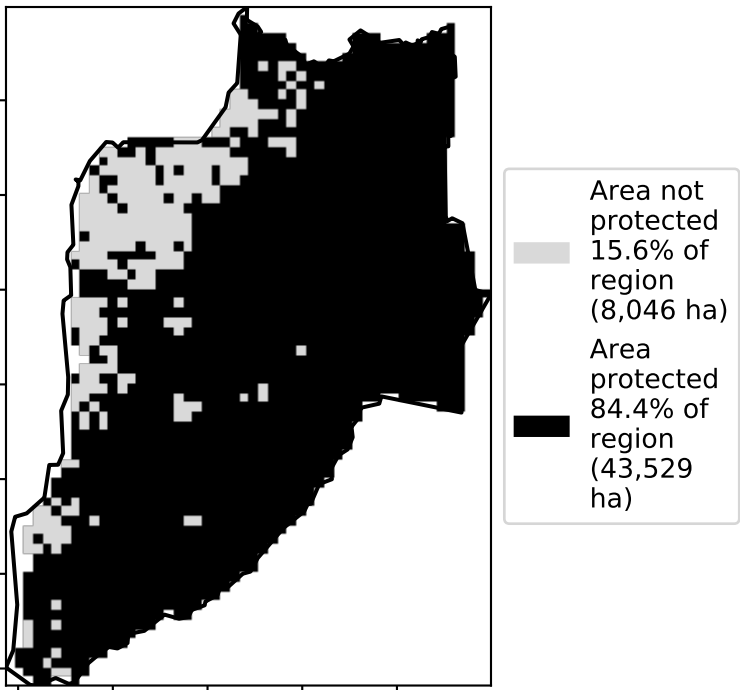 Area not
protected
15.6% of
region
(8,046 ha)
Area
protected
84.4% of
region
(43,529
ha)